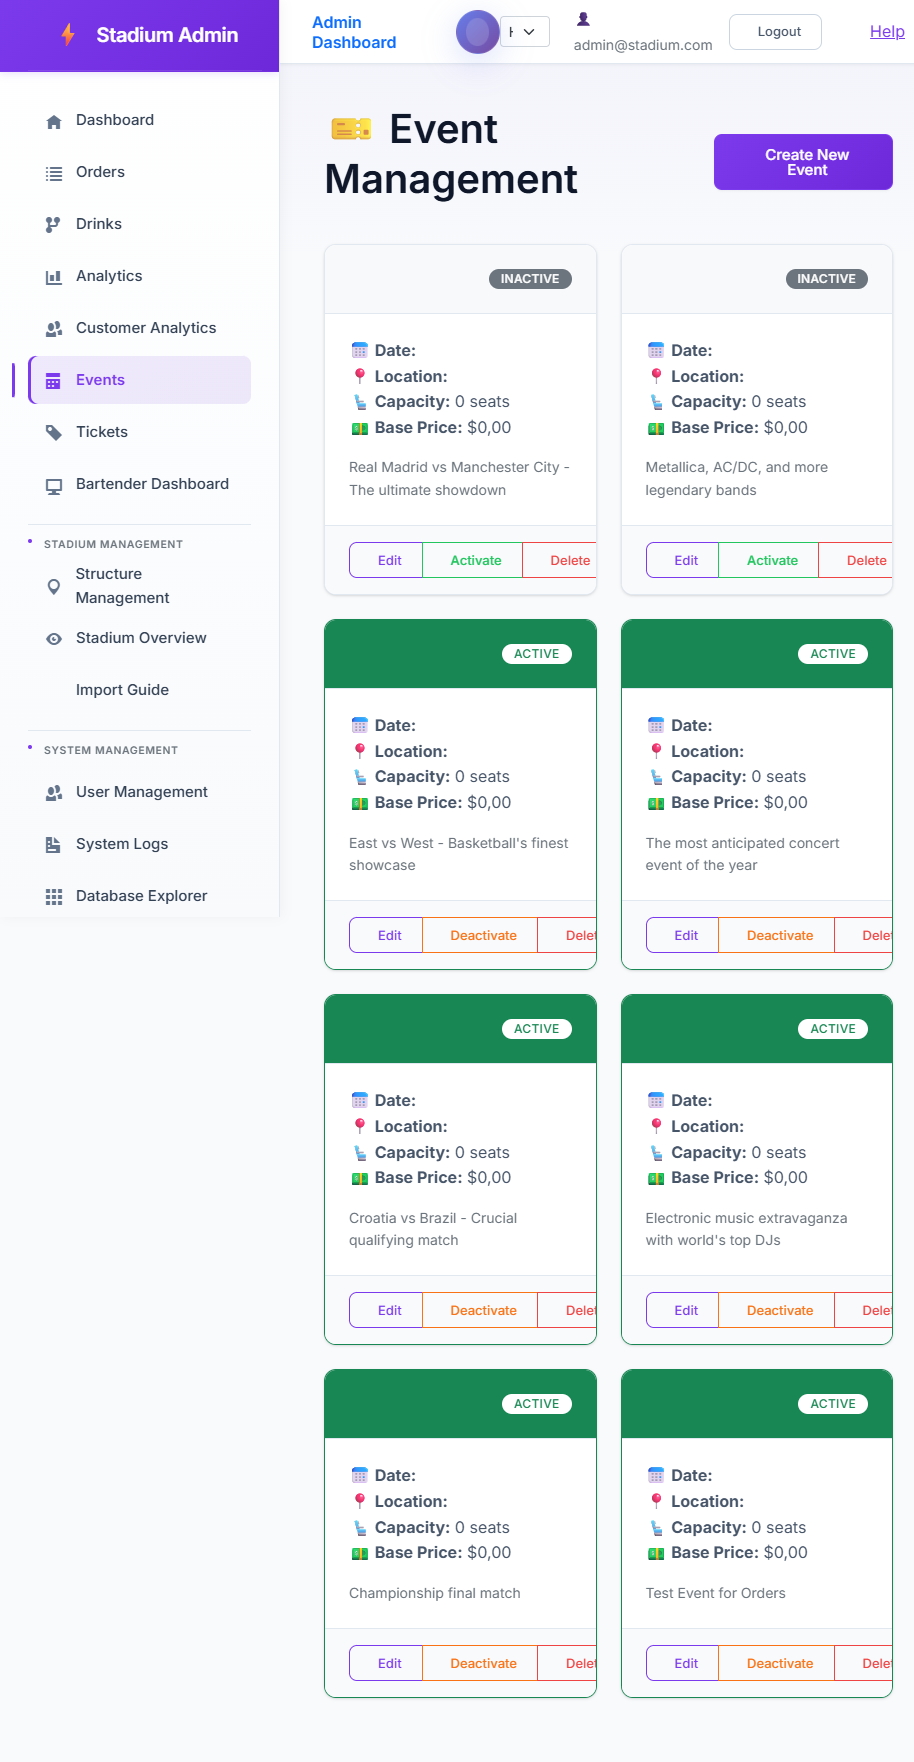 Stadium Admin
Dashboard
Orders
Drinks
Analytics
Customer Analytics
Events
Tickets
Bartender Dashboard
STADIUM MANAGEMENT
Structure
Management
Stadium Overview
Import Guide
SYSTEM MANAGEMENT
User Management
System Logs
Database Explorer
Admin
Dashboard
admin@stadium.com
Logout
Help
Event
Management
Create New
Event
INACTIVE
Date:
Location:
Capacity: 0 seats
Base Price: $0,00
Real Madrid vs Manchester City -
The ultimate showdown
Edit Activate Delete
INACTIVE
Date:
Location:
Capacity: 0 seats
Base Price: $0,00
Metallica, AC/DC, and more
legendary bands
Edit Activate Delete
ACTIVE
Date:
Location:
Capacity: 0 seats
Base Price: $0,00
East vs West - Basketball's finest
showcase
Edit Deactivate Delet
ACTIVE
Date:
Location:
Capacity: 0 seats
Base Price: $0,00
The most anticipated concert
event of the year
Edit Deactivate Delet
ACTIVE
Date:
Location:
Capacity: 0 seats
Base Price: $0,00
Croatia vs Brazil - Crucial
qualifying match
Edit Deactivate Delet
ACTIVE
Date:
Location:
Capacity: 0 seats
Base Price: $0,00
Electronic music extravaganza
with world's top DJs
Edit Deactivate Delet
ACTIVE
Date:
Location:
Capacity: 0 seats
Base Price: $0,00
Championship final match
Edit Deactivate Delet
ACTIVE
Date:
Location:
Capacity: 0 seats
Base Price: $0,00
Test Event for Orders
Edit Deactivate Delet